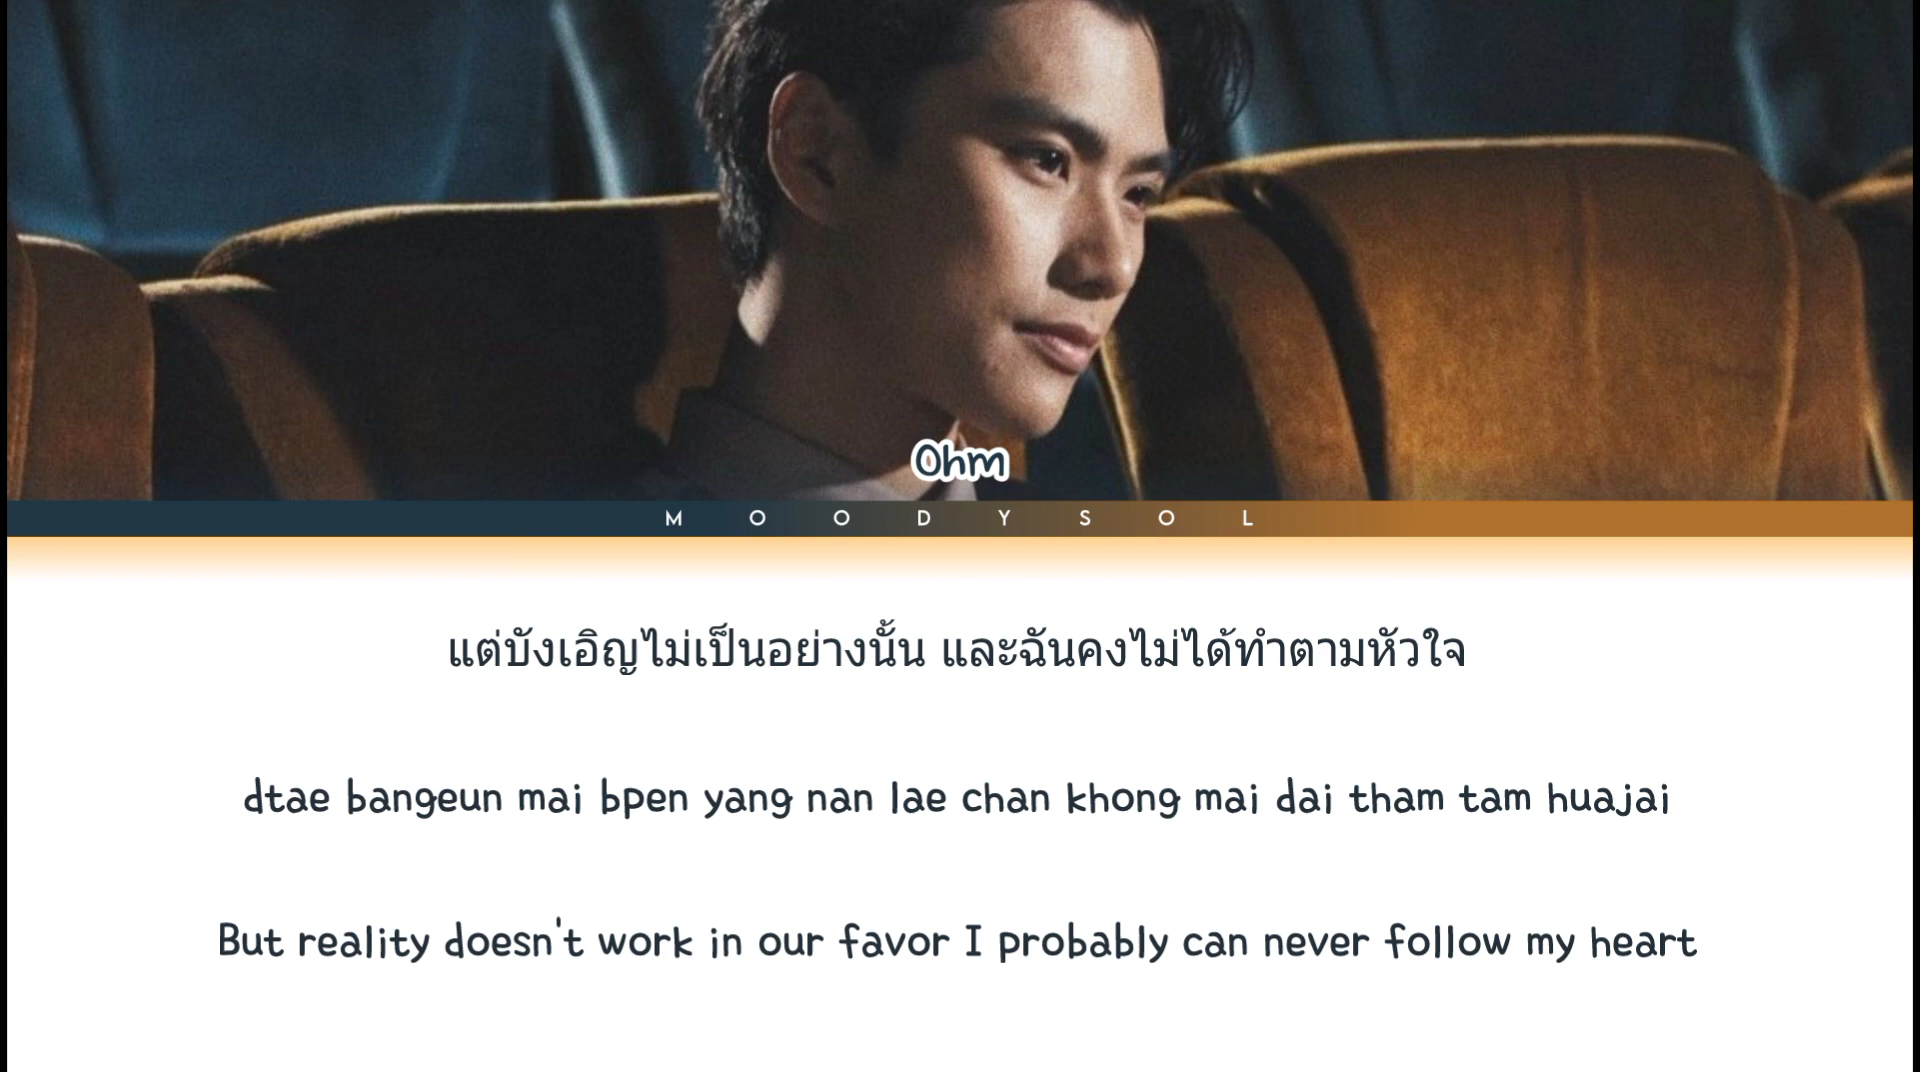 Ohm
MOODYSOL
แต่บังเอิญไม่เป็นอย่างนั้น และฉันคงไม่ได้ทำตามหัวใจ
dtae bangeun mai bpen yang nan lae chan khong mai dai tham tam huajai
But reality doesn't work in our favor I probably can never follow my heart